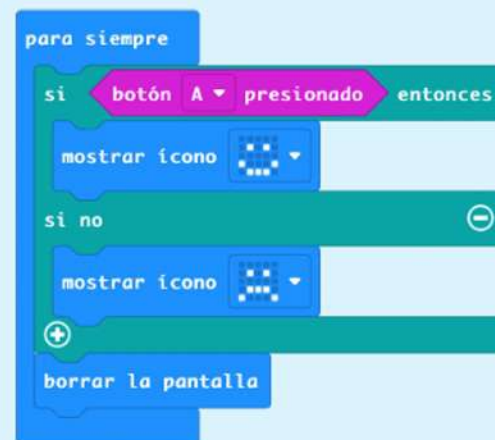 para siempre
si botón A presionado entonces
mostrar ícono
si no
mostrar ícono
borrar la pantalla